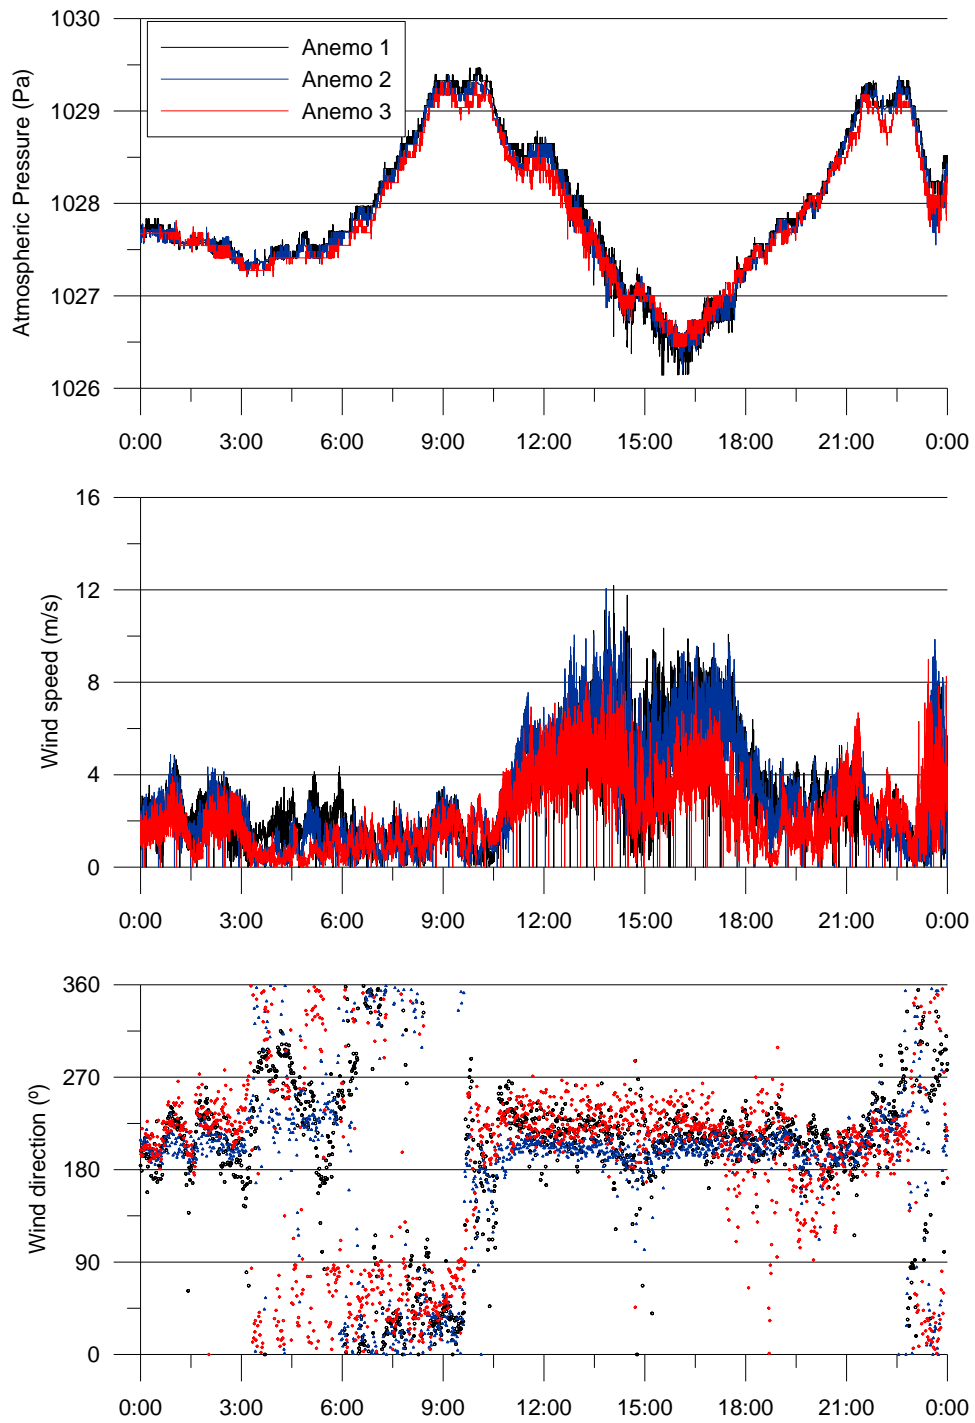 1030
1029
1028
1027
1026
Atmospheric Pressure (Pa)
Anemo 1
Anemo 2
Anemo 3
0:00 3:00 6:00 9:00 12:00 15:00 18:00 21:00 0:00
16
12
8
4
0
Wind speed (m/s)
0:00 3:00 6:00 9:00 12:00 15:00 18:00 21:00 0:00
360
270
180
90
0
Wind direction (º)
0:00 3:00 6:00 9:00 12:00 15:00 18:00 21:00 0:00